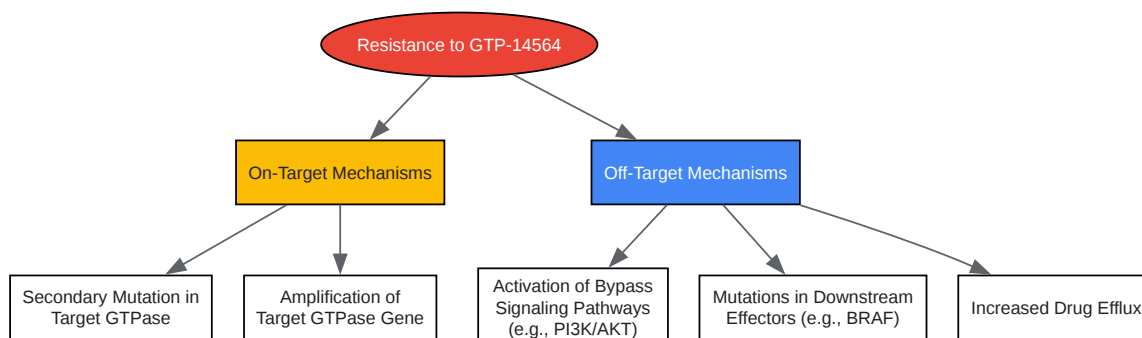 Resistance to GTP-14564
On-Target Mechanisms
Off-Target Mechanisms
Secondary Mutation in
Target GTPase
Amplification of
Target GTPase Gene
Activation of Bypass
Signaling Pathways
(e.g., PI3K/AKT)
Mutations in Downstream
Effectors (e.g., BRAF)
Increased Drug Efflux